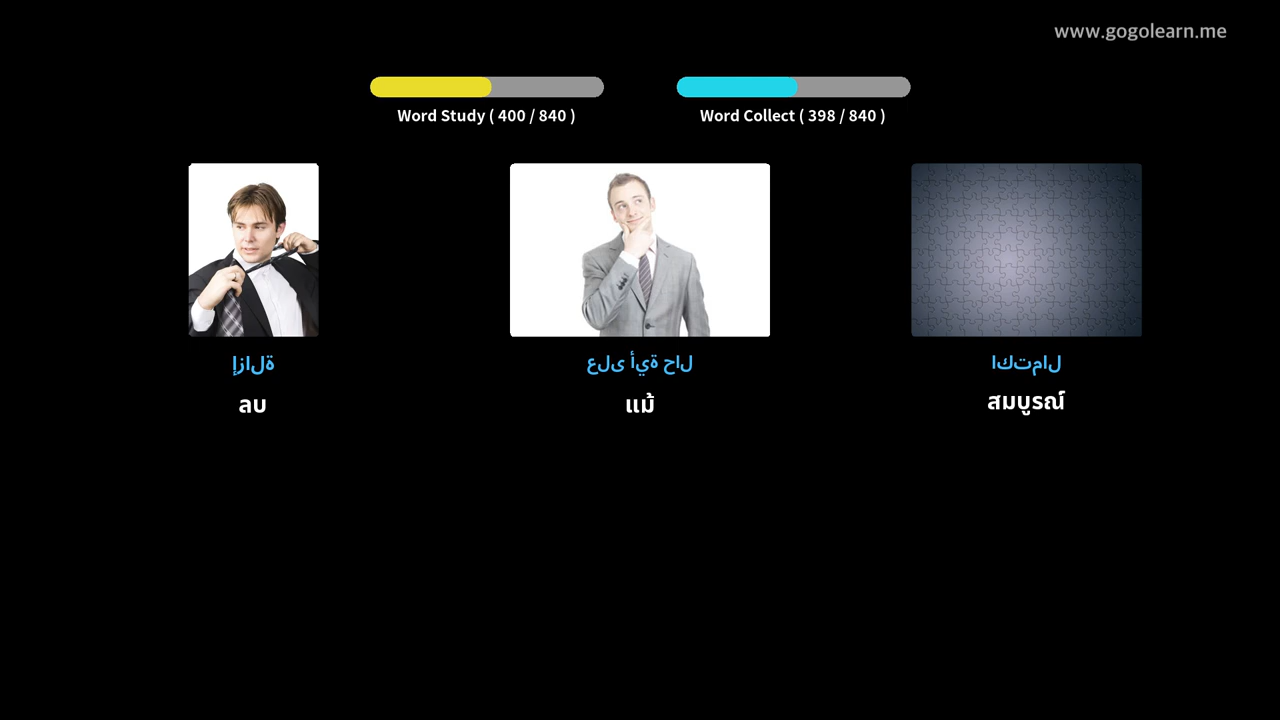 www.gogolearn.me
Word Study ( 400 / 840 )
Word Collect ( 398 / 840 )
إزالة
على أية حال
اكتمال
ลบ
แม้
สมบูรณ์